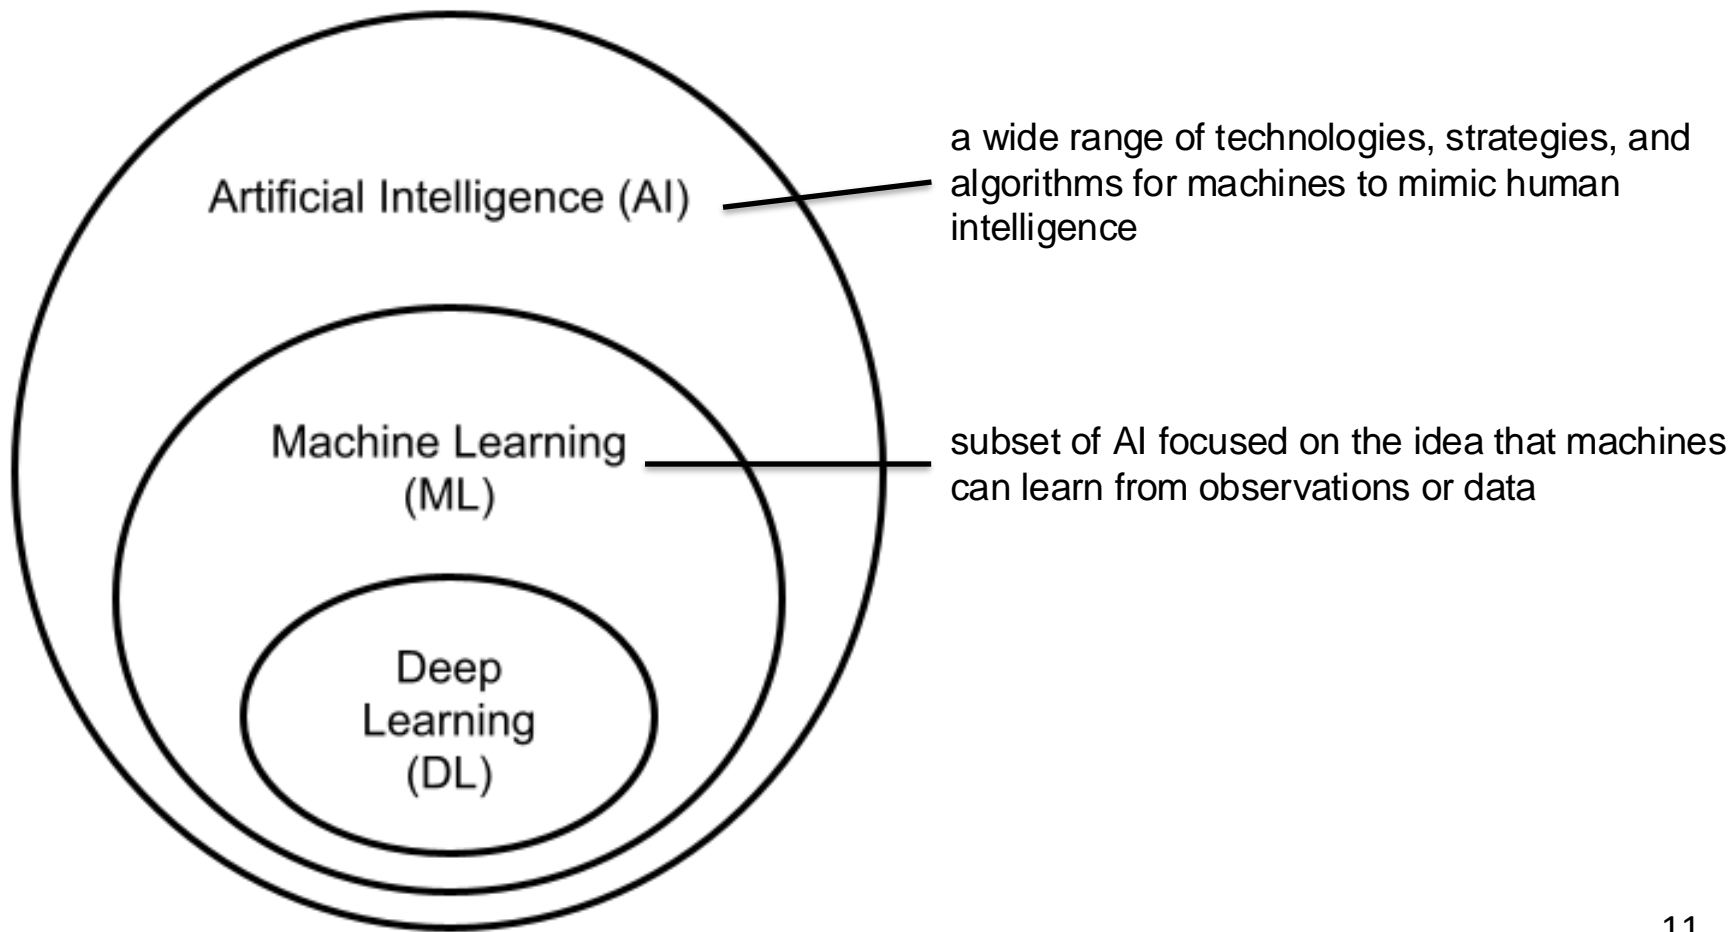 Artificial Intelligence (AI)
a wide range of technologies, strategies, and
algorithms for machines to mimic human
intelligence
Machine Learning
(ML)
subset of AI focused on the idea that machines
can learn from observations or data
Deep
Learning
(DL)
11